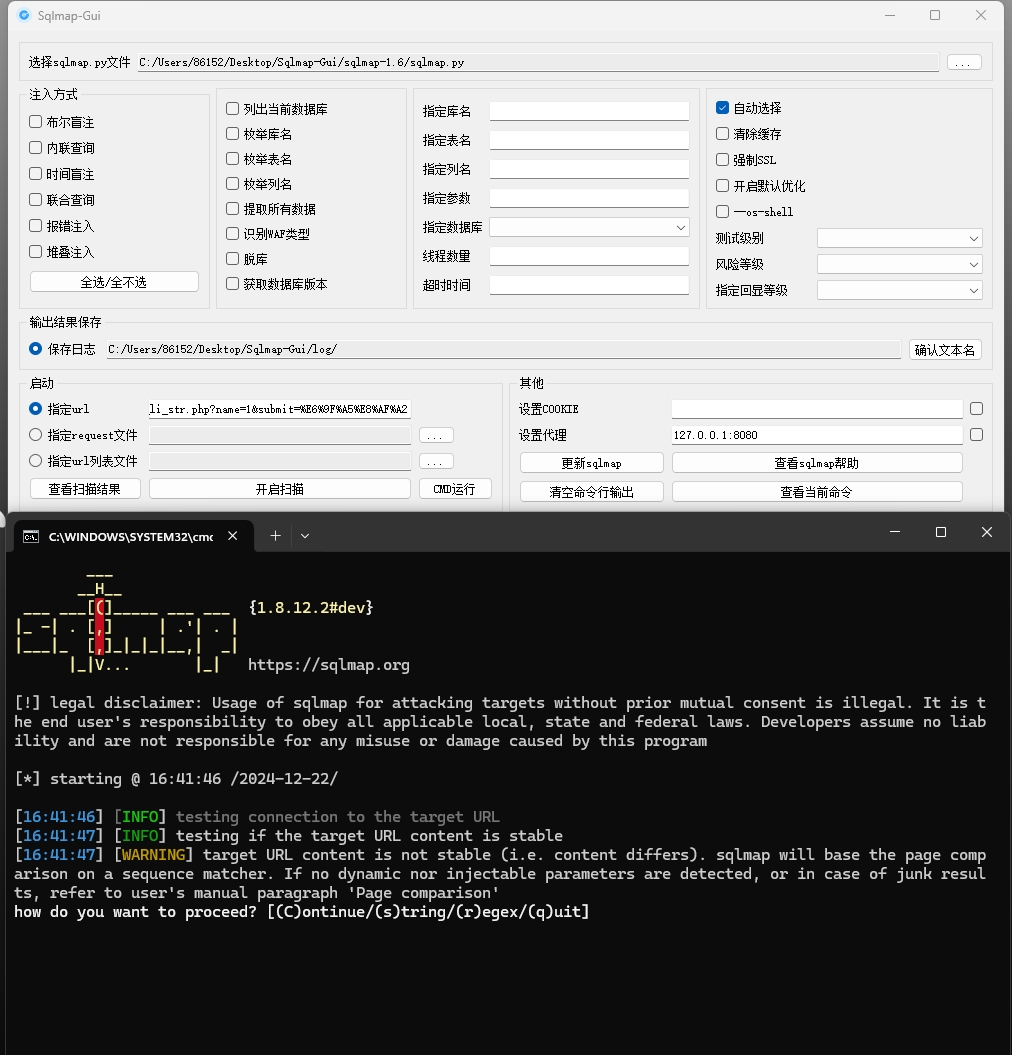 Sqlmap-Gui
选择sqlmap.py文件 C:/Users/86152/Desktop/Sqlmap-Gui/sqlmap-1.6/sqlmap.py ...
注入方式
布尔盲注
内联查询
时间盲注
联合查询
报错注入
堆叠注入
全选/全不选
列出当前数据库
枚举库名
枚举表名
枚举列名
提取所有数据
识别WAF类型
脱库
获取数据库版本
指定库名
指定表名
指定列名
指定参数
指定数据库
线程数量
超时时间
自动选择
清除缓存
强制SSL
开启默认优化
—os-shell
测试级别
风险等级
指定回显等级
输出结果保存
保存日志 C:/Users/86152/Desktop/Sqlmap-Gui/log/ 确认文本名
启动
指定url li_str.php?name=1&submit=%E6%9F%A5%E8%AF%A2
指定request文件 ...
指定url列表文件 ...
查看扫描结果 开启扫描 CMD运行
其他
设置COOKIE
设置代理 127.0.0.1:8080
更新sqlmap 查看sqlmap帮助
清空命令行输出 查看当前命令
C:\WINDOWS\SYSTEM32\cmc
{1.8.12.2#dev}
https://sqlmap.org
[!] legal disclaimer: Usage of sqlmap for attacking targets without prior mutual consent is illegal. It is t
he end user's responsibility to obey all applicable local, state and federal laws. Developers assume no liab
ility and are not responsible for any misuse or damage caused by this program
[*] starting @ 16:41:46 /2024-12-22/
[16:41:46] [INFO] testing connection to the target URL
[16:41:47] [INFO] testing if the target URL content is stable
[16:41:47] [WARNING] target URL content is not stable (i.e. content differs). sqlmap will base the page comp
arison on a sequence matcher. If no dynamic nor injectable parameters are detected, or in case of junk resul
ts, refer to user's manual paragraph 'Page comparison'
how do you want to proceed? [(C)ontinue/(s)tring/(r)egex/(q)uit]